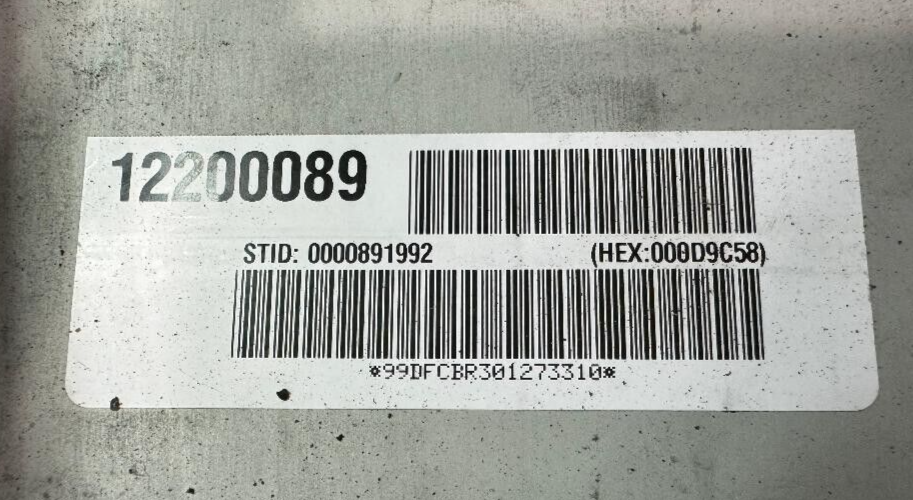 12200089
STID: 0000891992 (HEX:000D9C58)
*99DFCBR301273310*